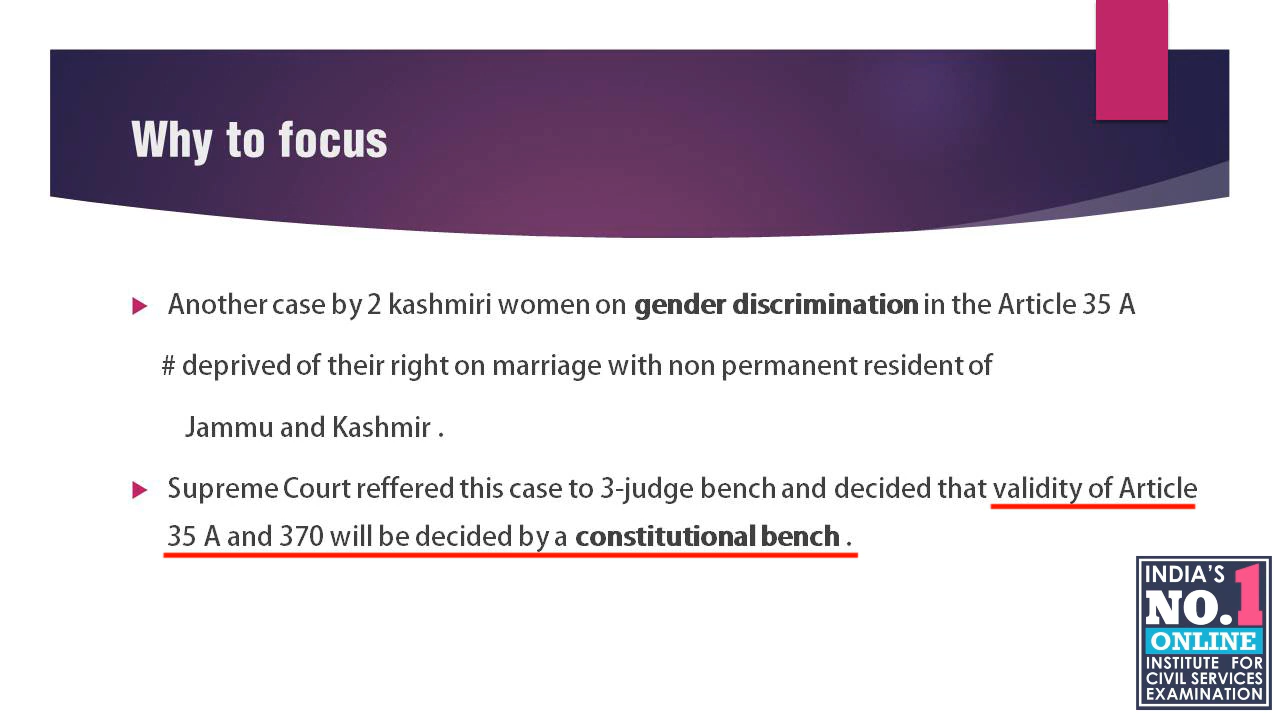 Why to focus
Another case by 2 kashmiri women on gender discrimination in the Article 35 A
# deprived of their right on marriage with non permanent resident of
Jammu and Kashmir .
Supreme Court reffered this case to 3-judge bench and decided that validity of Article
35 A and 370 will be decided by a constitutional bench .
INDIA'S
NO.1
ONLINE
INSTITUTE FOR
CIVIL SERVICES
EXAMINATION